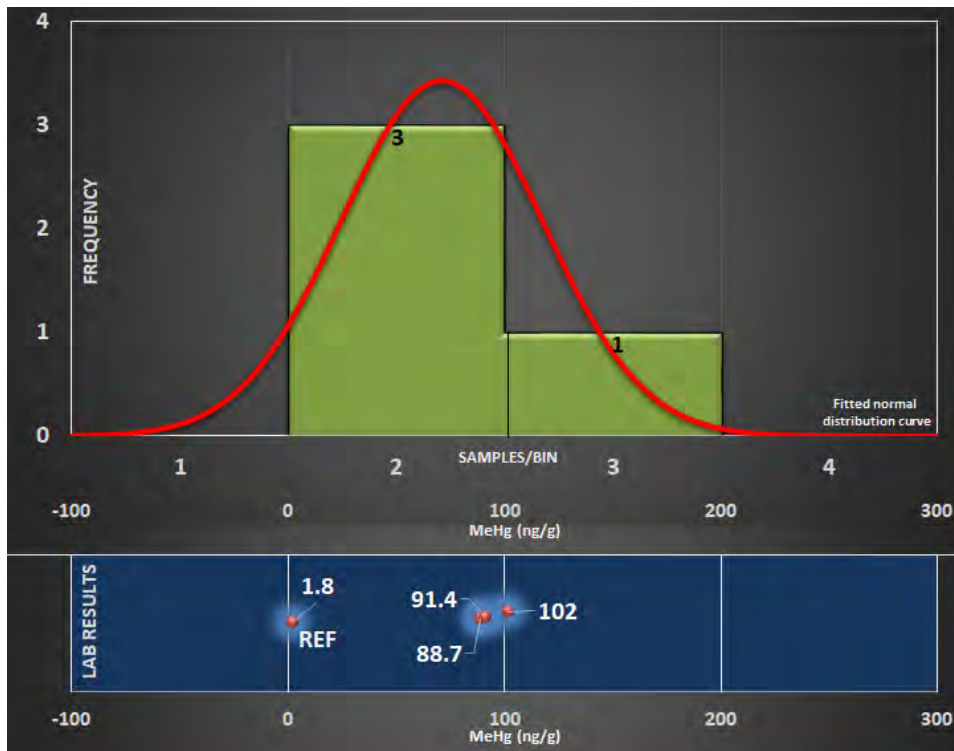 4
3
3
FREQUENCY
2
1
1
Fitted normal
distribution curve
0
SAMPLES/BIN
1 2 3 4
-100 0 100 200 300
MeHg (ng/g)
LAB RESULTS
1.8
91.4
102
REF
88.7
-100 0 100 200 300
MeHg (ng/g)